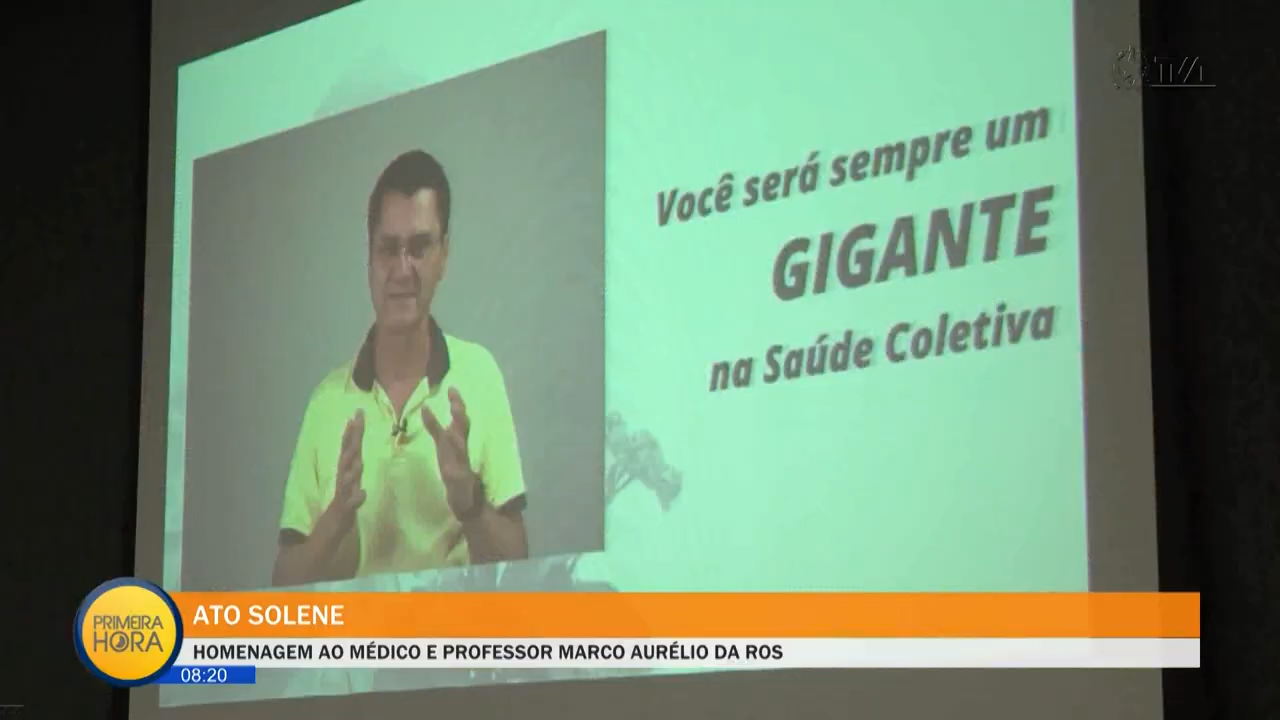 TVAL
Você será sempre um
GIGANTE
na Saúde Coletiva
PRIMEIRA
HORA
ATO SOLENE
HOMENAGEM AO MÉDICO E PROFESSOR MARCO AURÉLIO DA ROS
08:20